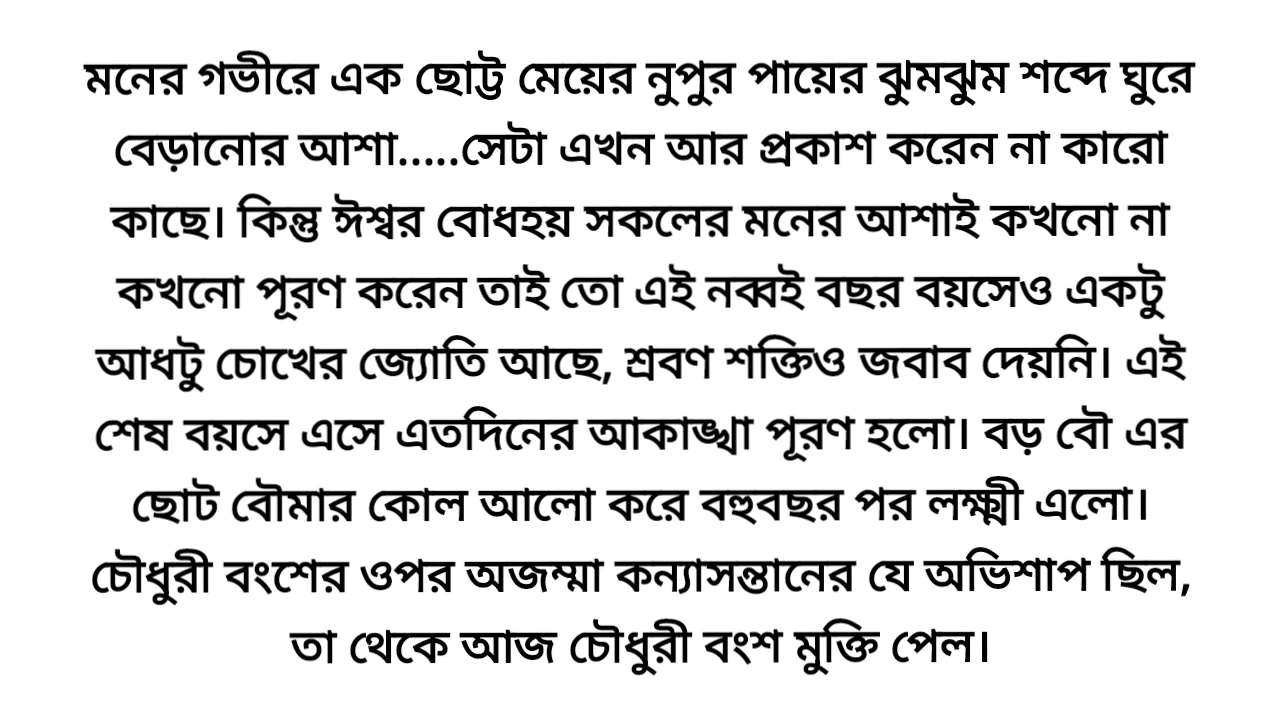 মনের গভীরে এক ছোট্ট মেয়ের নুপুর পায়ের ঝুমঝুম শব্দে ঘুরে
বেড়ানোর আশা.....সেটা এখন আর প্রকাশ করেন না কারো
কাছে। কিন্তু ঈশ্বর বোধহয় সকলের মনের আশাই কখনো না
কখনো পূরণ করেন তাই তো এই নব্বই বছর বয়সেও একটু
আধটু চোখের জ্যোতি আছে, শ্রবণ শক্তিও জবাব দেয়নি। এই
শেষ বয়সে এসে এতদিনের আকাঙ্খা পূরণ হলো। বড় বৌ এর
ছোট বৌমার কোল আলো করে বহুবছর পর লক্ষ্মী এলো।
চৌধুরী বংশের ওপর অজম্মা কন্যাসন্তানের যে অভিশাপ ছিল,
তা থেকে আজ চৌধুরী বংশ মুক্তি পেল।